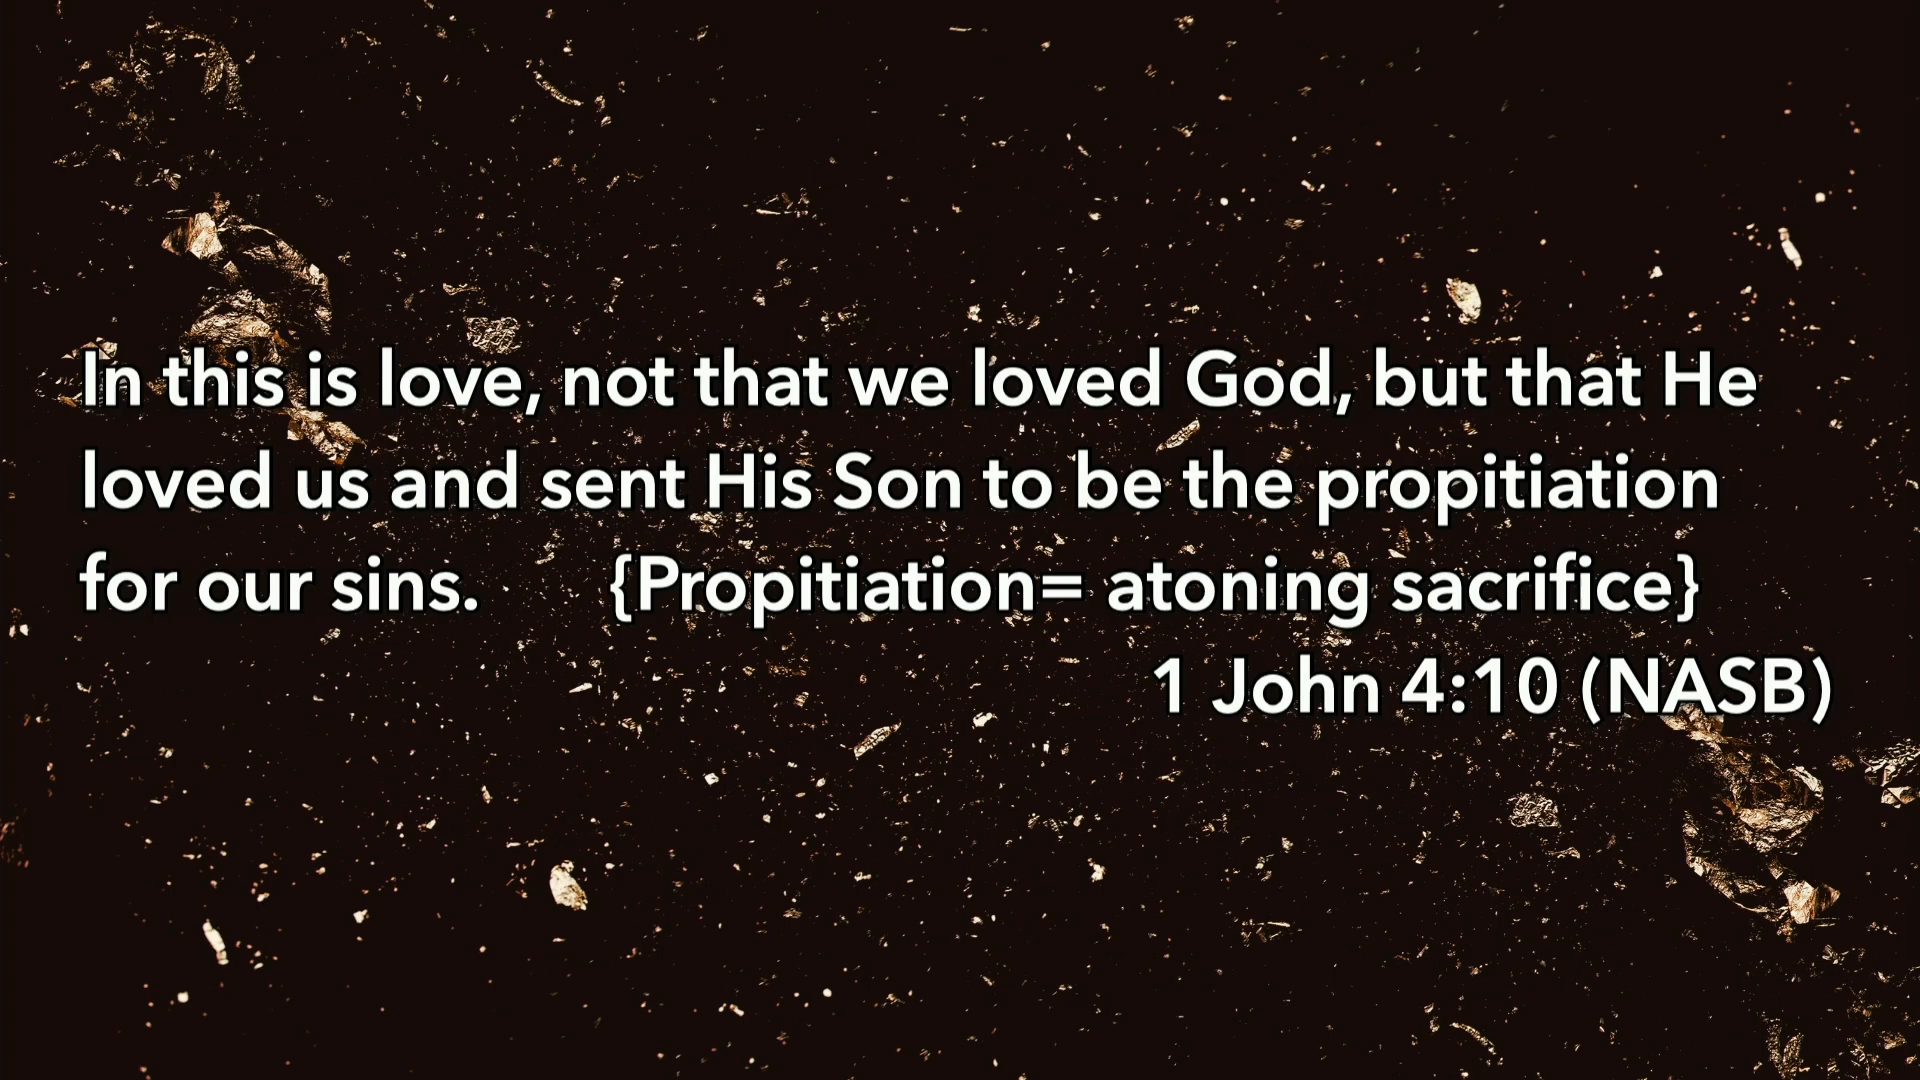 In this is love, not that we loved God, but that He
loved us and sent His Son to be the propitiation
for our sins. {Propitiation= atoning sacrifice}
1 John 4:10 (NASB)